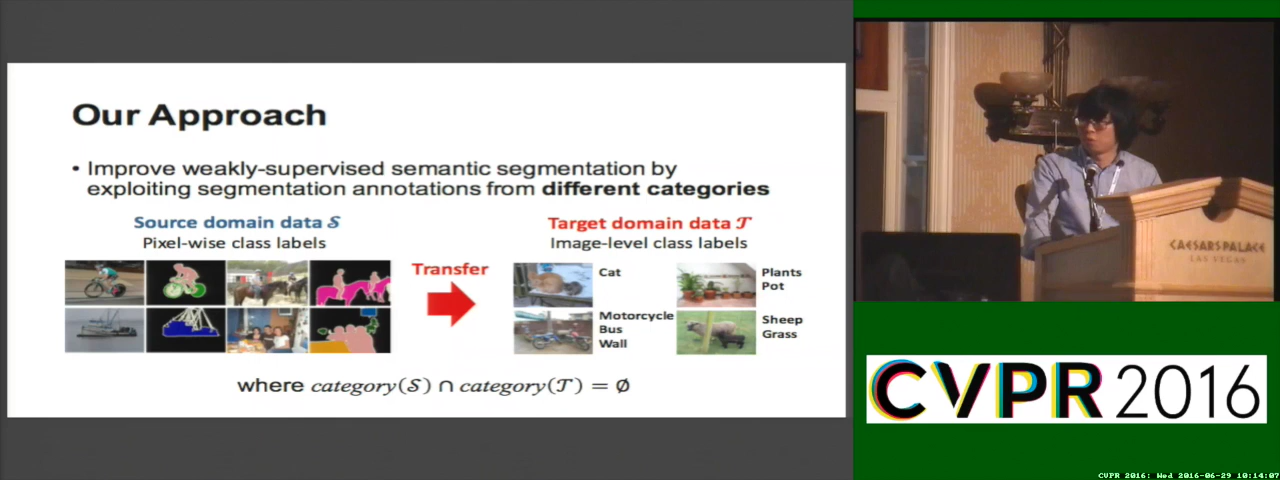 Our Approach
• Improve weakly-supervised semantic segmentation by
exploiting segmentation annotations from different categories
Source domain data 𝒮
Pixel-wise class labels
Target domain data 𝒯
Image-level class labels
Transfer
Cat
Plants
Pot
Motorcycle
Bus
Wall
Sheep
Grass
where category(𝒮) ∩ category(𝒯) = ∅
CAESARS PALACE
LAS VEGAS
CVPR 2016
CVPR 2016: Wed 2016-06-29 10:14:07